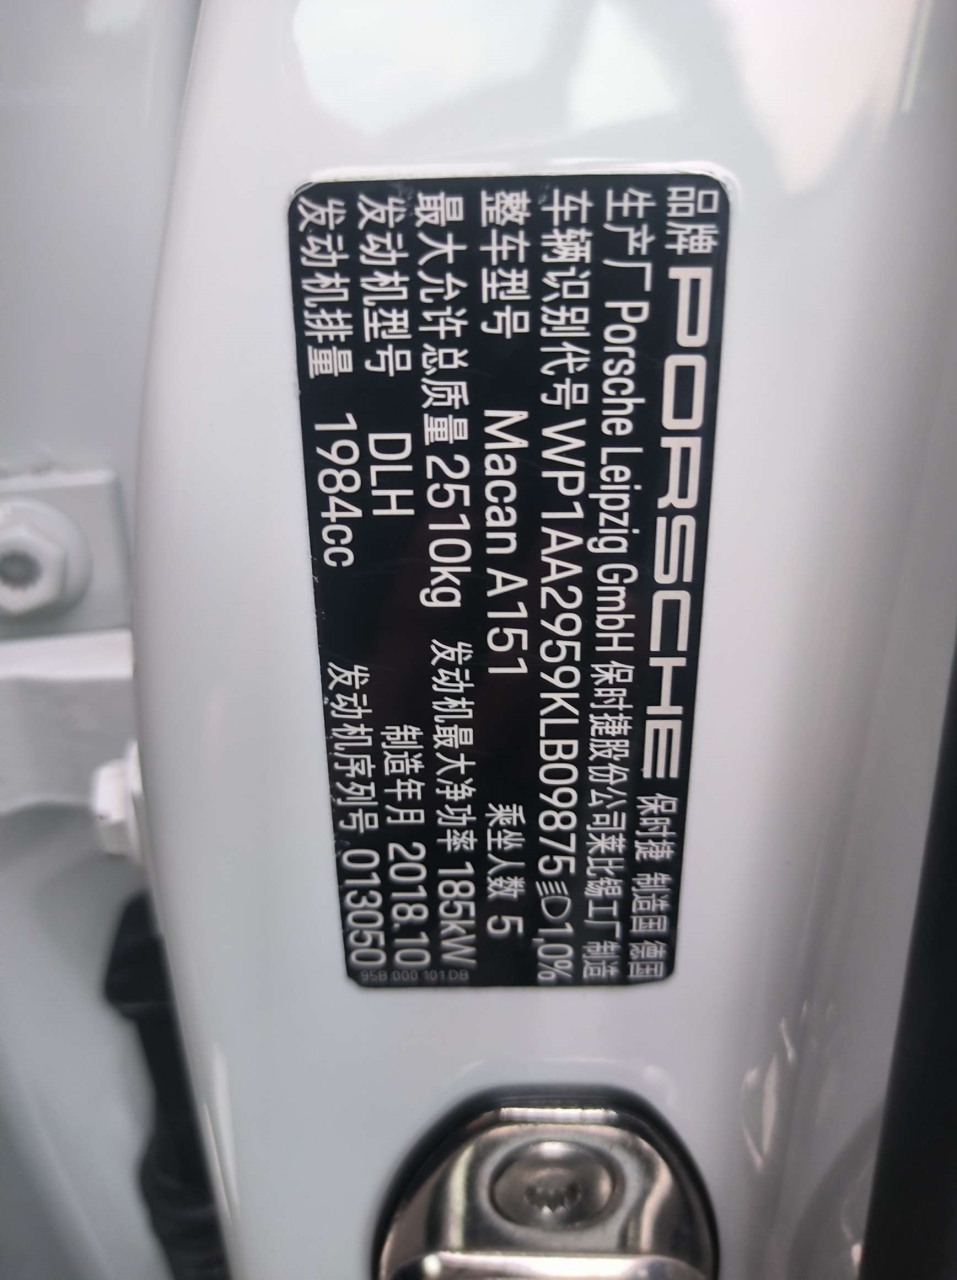 品牌 PORSCHE 保时捷 制造国 德国
生产厂 Porsche Leipzig GmbH 保时捷股份公司莱比锡工厂制造
车辆识别代号 WP1AA2959KLB09875 1,0%
整车型号 Macan A151 乘坐人数 5
最大允许总质量 2510kg 发动机最大净功率 185kW
发动机型号 DLH 制造年月 2018.10
发动机排量 1984cc 发动机序列号 013050
95B 000 101 DB